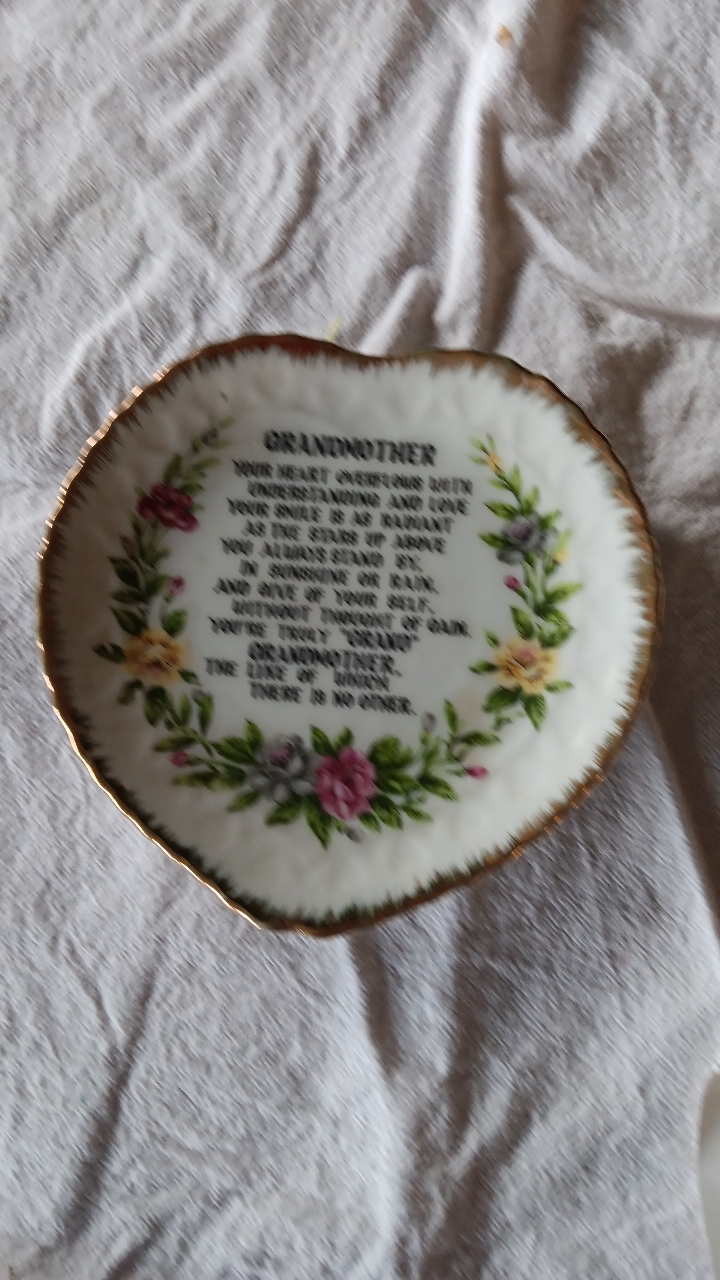 GRANDMOTHER
YOUR HEART OVERFLOWS WITH
UNDERSTANDING AND LOVE
YOUR SMILE IS AS RADIANT
AS THE STARS UP ABOVE
YOU ALWAYS STAND BY,
IN SUNSHINE OR RAIN,
AND GIVE OF YOUR SELF,
WITHOUT THOUGHT OF GAIN.
YOU'RE TRULY "GRAND"
GRANDMOTHER,
THE LIKE OF WHICH
THERE IS NO OTHER.